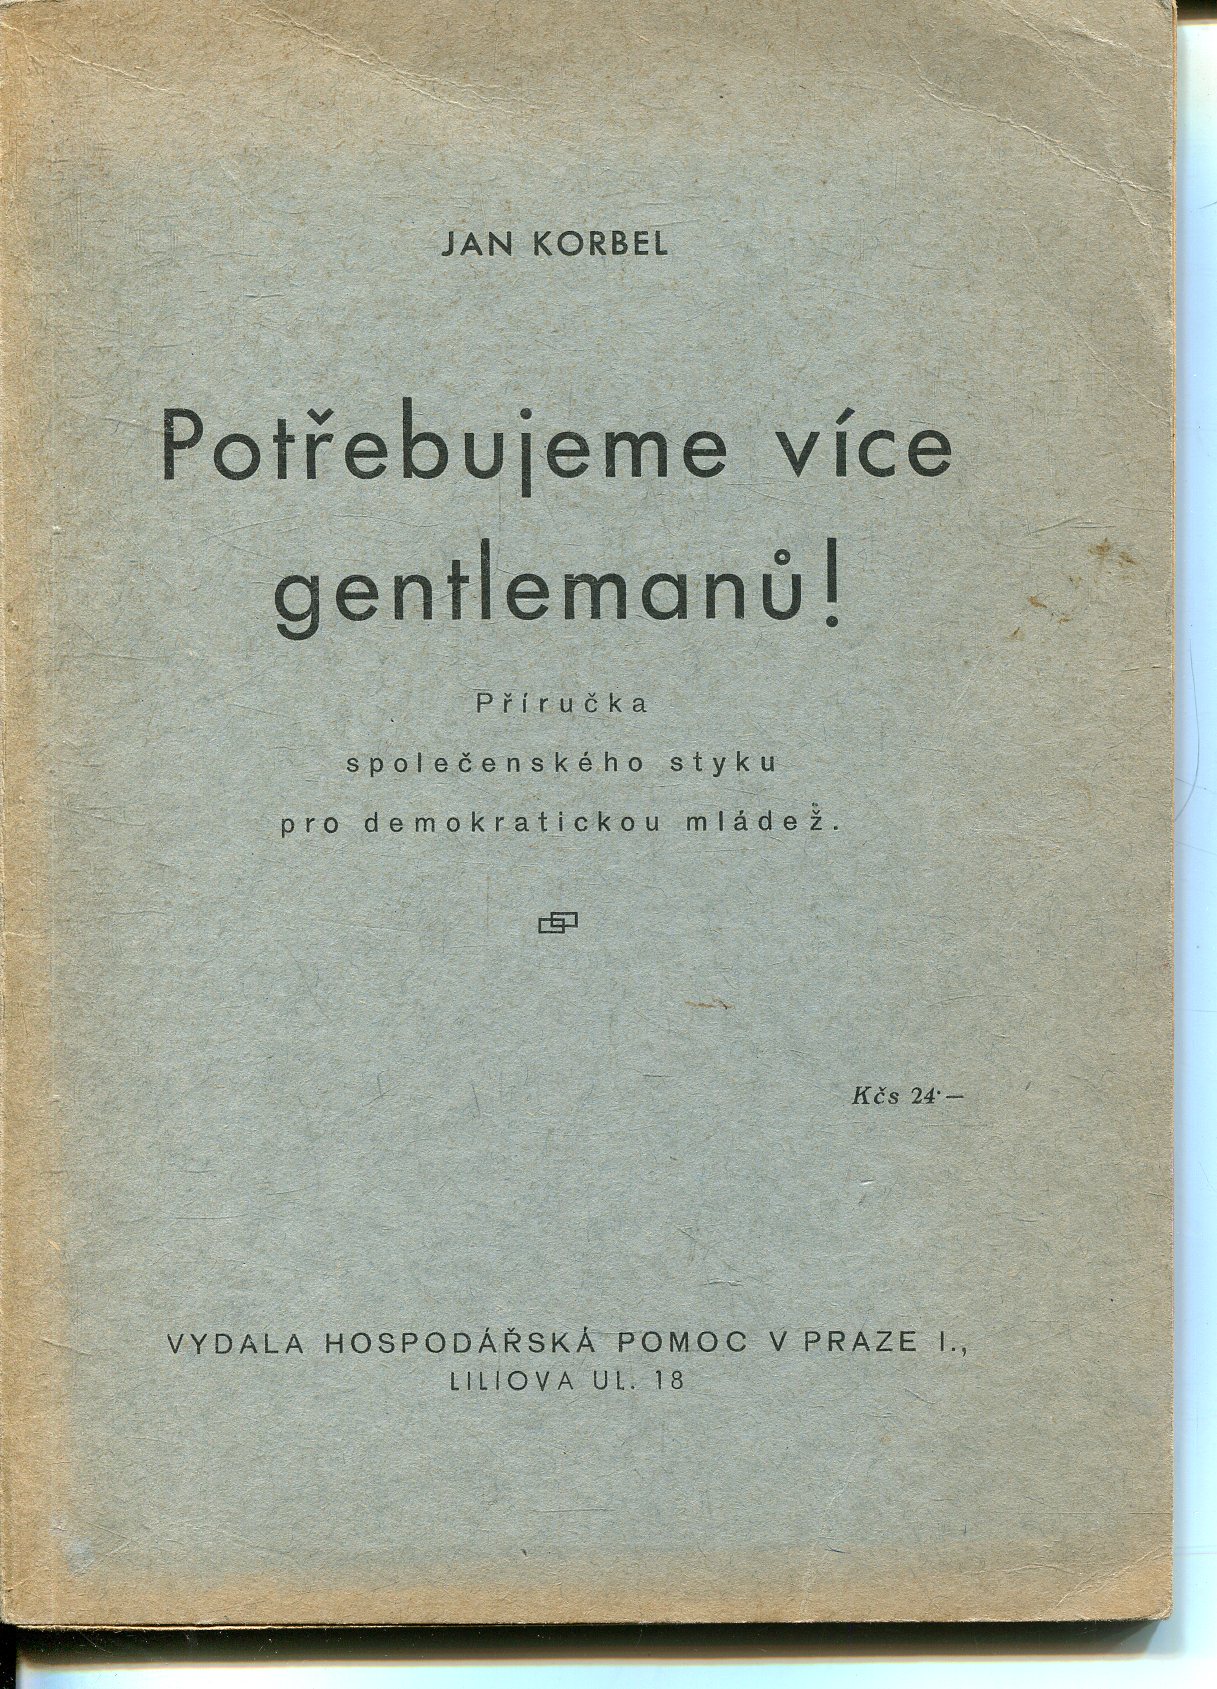 JAN KORBEL
Potřebujeme více
gentlemanů!
Příručka
společenského styku
pro demokratickou mládež.
Kčs 24·—
VYDALA HOSPODÁŘSKÁ POMOC V PRAZE I.,
LILIOVA UL. 18